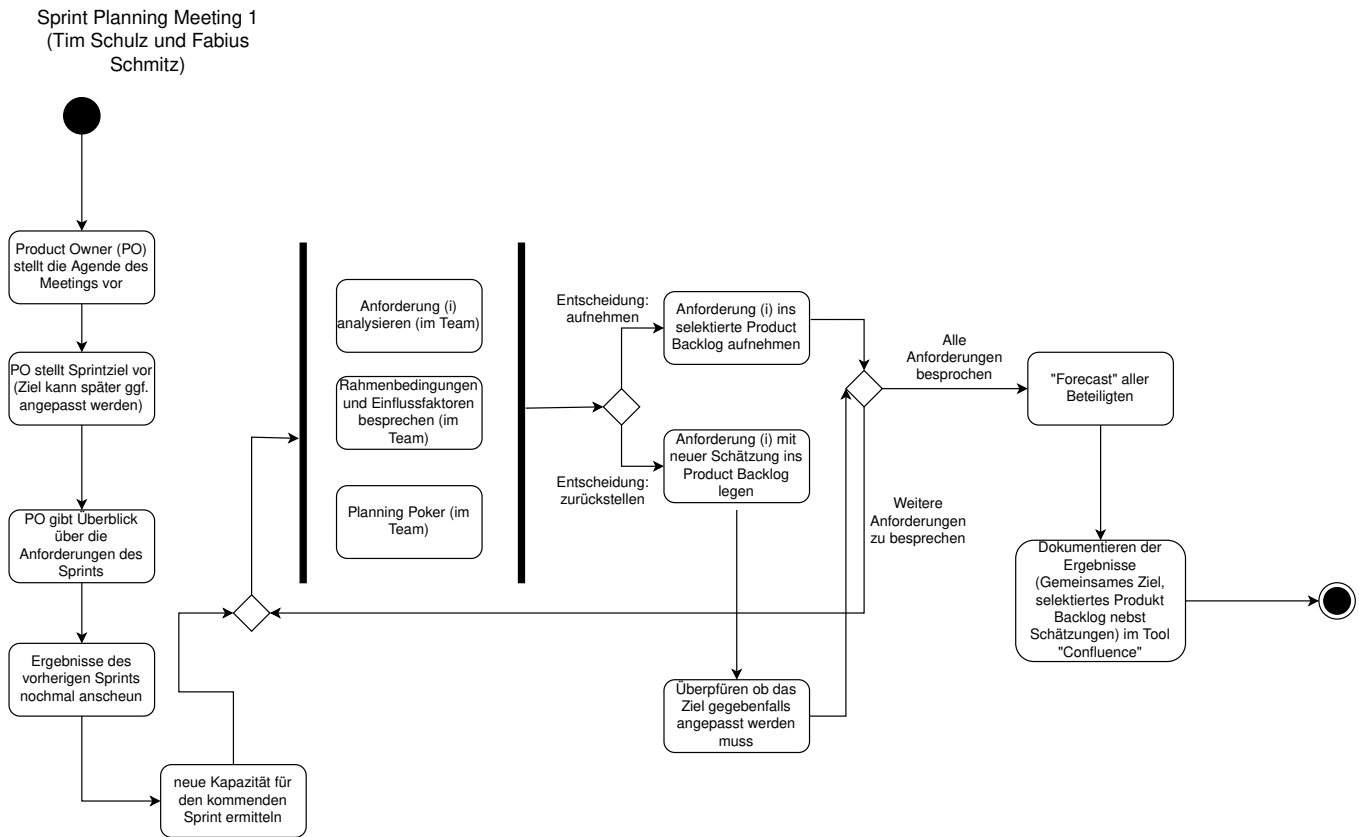 Sprint Planning Meeting 1
(Tim Schulz und Fabius
Schmitz)
Product Owner (PO)
stellt die Agende des
Meetings vor
PO stellt Sprintziel vor
(Ziel kann später ggf.
angepasst werden)
PO gibt Überblick
über die
Anforderungen des
Sprints
Ergebnisse des
vorherigen Sprints
nochmal anscheun
neue Kapazität für
den kommenden
Sprint ermitteln
Anforderung (i)
analysieren (im Team)
Rahmenbedingungen
und Einflussfaktoren
besprechen (im
Team)
Planning Poker (im
Team)
Entscheidung:
aufnehmen
Entscheidung:
zurückstellen
Anforderung (i) ins
selektierte Product
Backlog aufnehmen
Anforderung (i) mit
neuer Schätzung ins
Product Backlog
legen
Überpfüren ob das
Ziel gegebenfalls
angepasst werden
muss
Alle
Anforderungen
besprochen
Weitere
Anforderungen
zu besprechen
"Forecast" aller
Beteiligten
Dokumentieren der
Ergebnisse
(Gemeinsames Ziel,
selektiertes Produkt
Backlog nebst
Schätzungen) im Tool
"Confluence"